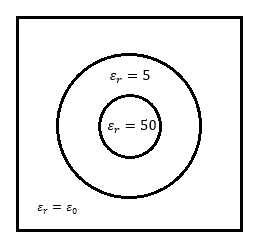 εᵣ = 5
εᵣ = 50
εᵣ = ε₀